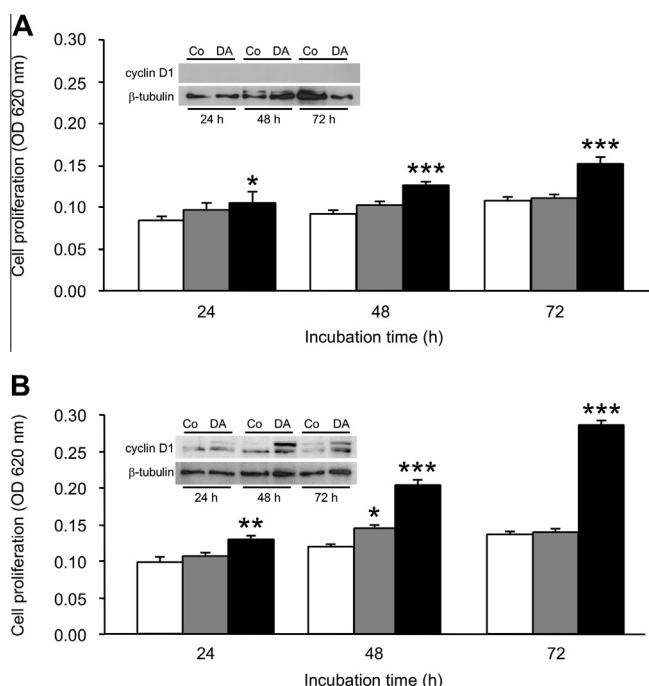 A
Cell proliferation (OD 620 nm)
0.30
0.25
0.20
0.15
0.10
0.05
0.00
Co DA Co DA Co DA
cyclin D1
β-tubulin
24 h 48 h 72 h
* *** ***
24 48 72
Incubation time (h)
B
Cell proliferation (OD 620 nm)
0.30
0.25
0.20
0.15
0.10
0.05
0.00
Co DA Co DA Co DA
cyclin D1
β-tubulin
24 h 48 h 72 h
** * *** ***
24 48 72
Incubation time (h)